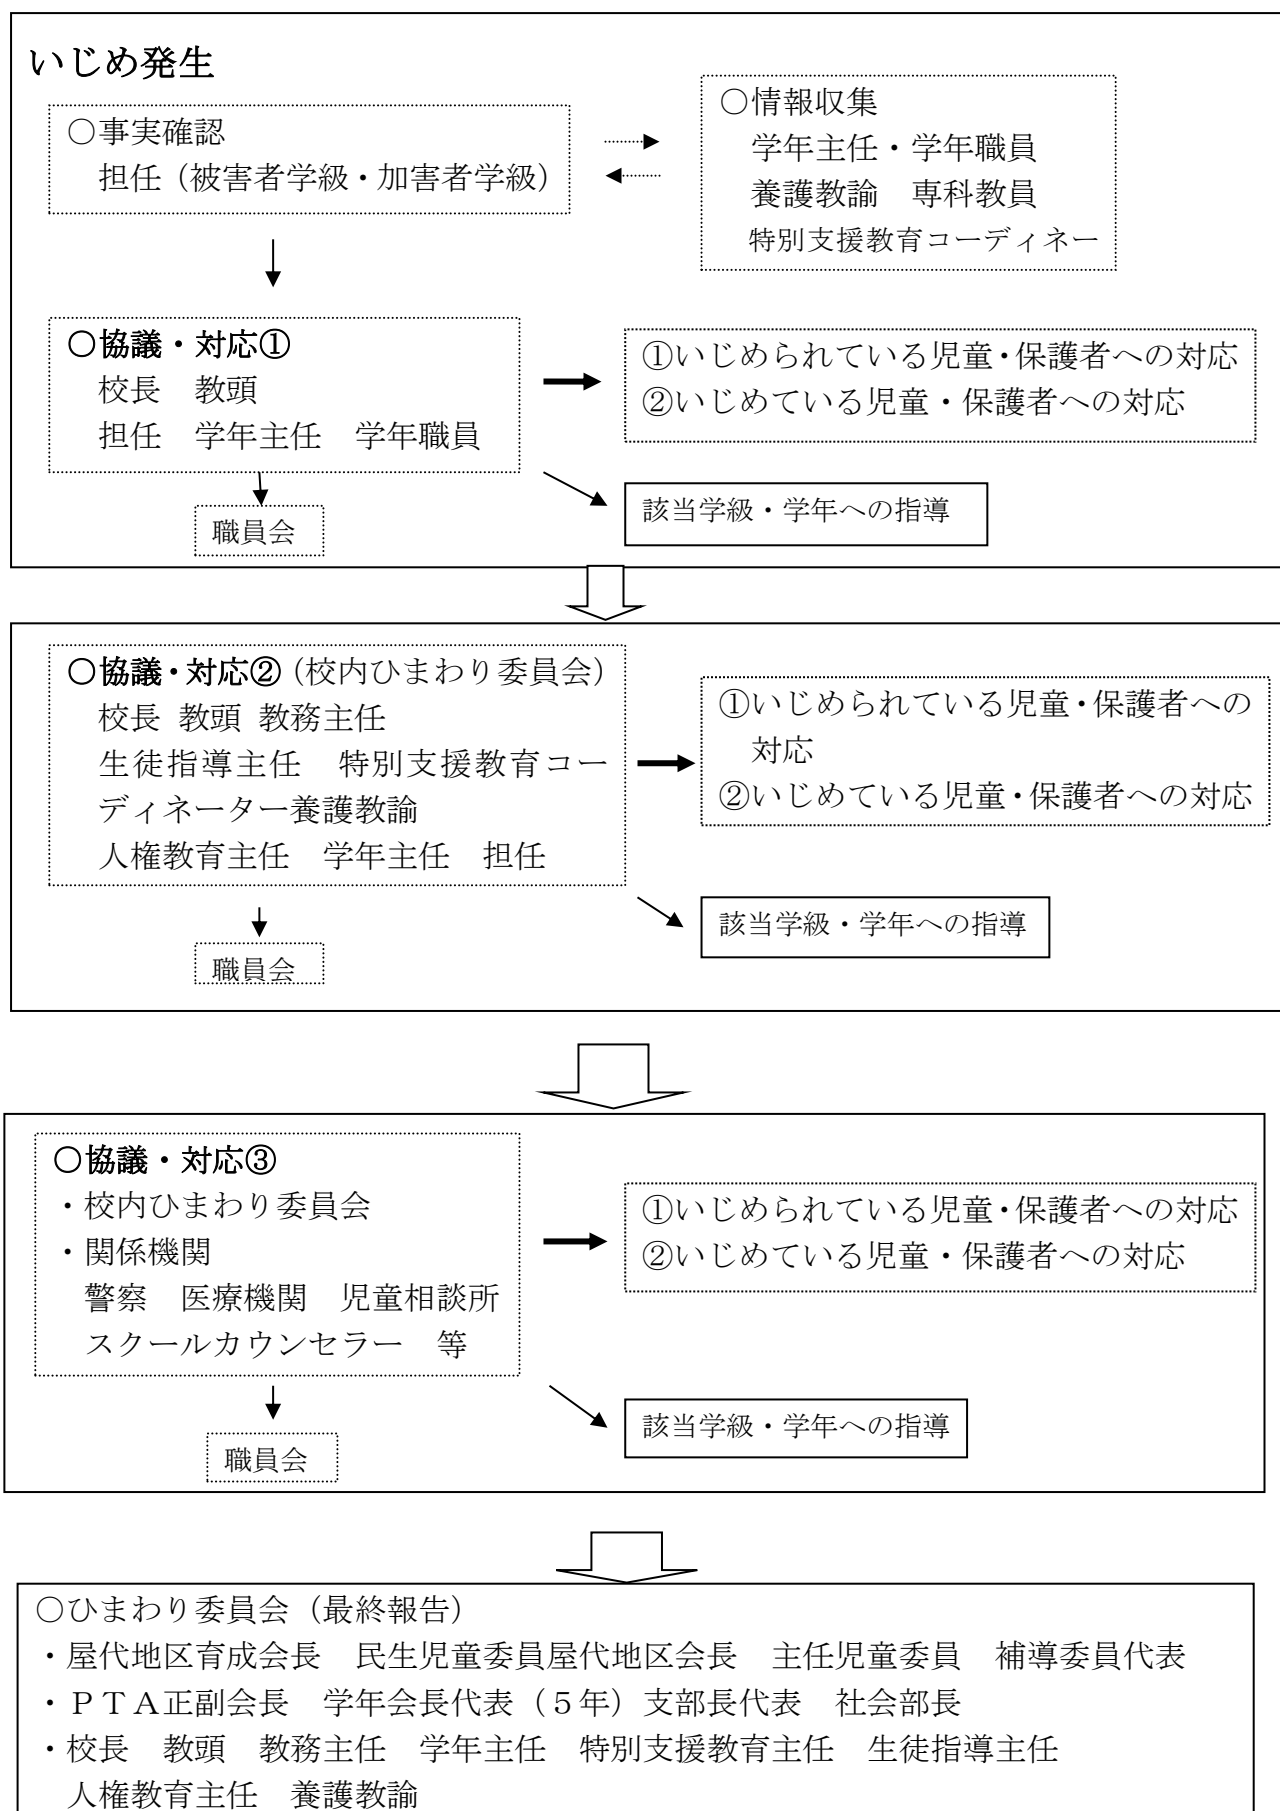 いじめ発生
○事実確認
担任（被害者学級・加害者学級）
○情報収集
学年主任・学年職員
養護教諭　専科教員
特別支援教育コーディネー
○協議・対応①
校長　教頭
担任　学年主任　学年職員
①いじめられている児童・保護者への対応
②いじめている児童・保護者への対応
職員会
該当学級・学年への指導
○協議・対応②（校内ひまわり委員会）
校長 教頭 教務主任
生徒指導主任　特別支援教育コー
ディネーター養護教諭
人権教育主任　学年主任　担任
①いじめられている児童・保護者への
対応
②いじめている児童・保護者への対応
職員会
該当学級・学年への指導
○協議・対応③
・校内ひまわり委員会
・関係機関
警察　医療機関　児童相談所
スクールカウンセラー　等
①いじめられている児童・保護者への対応
②いじめている児童・保護者への対応
職員会
該当学級・学年への指導
○ひまわり委員会（最終報告）
・屋代地区育成会長　民生児童委員屋代地区会長　主任児童委員　補導委員代表
・ＰＴＡ正副会長　学年会長代表（５年）支部長代表　社会部長
・校長　教頭　教務主任　学年主任　特別支援教育主任　生徒指導主任
人権教育主任　養護教諭